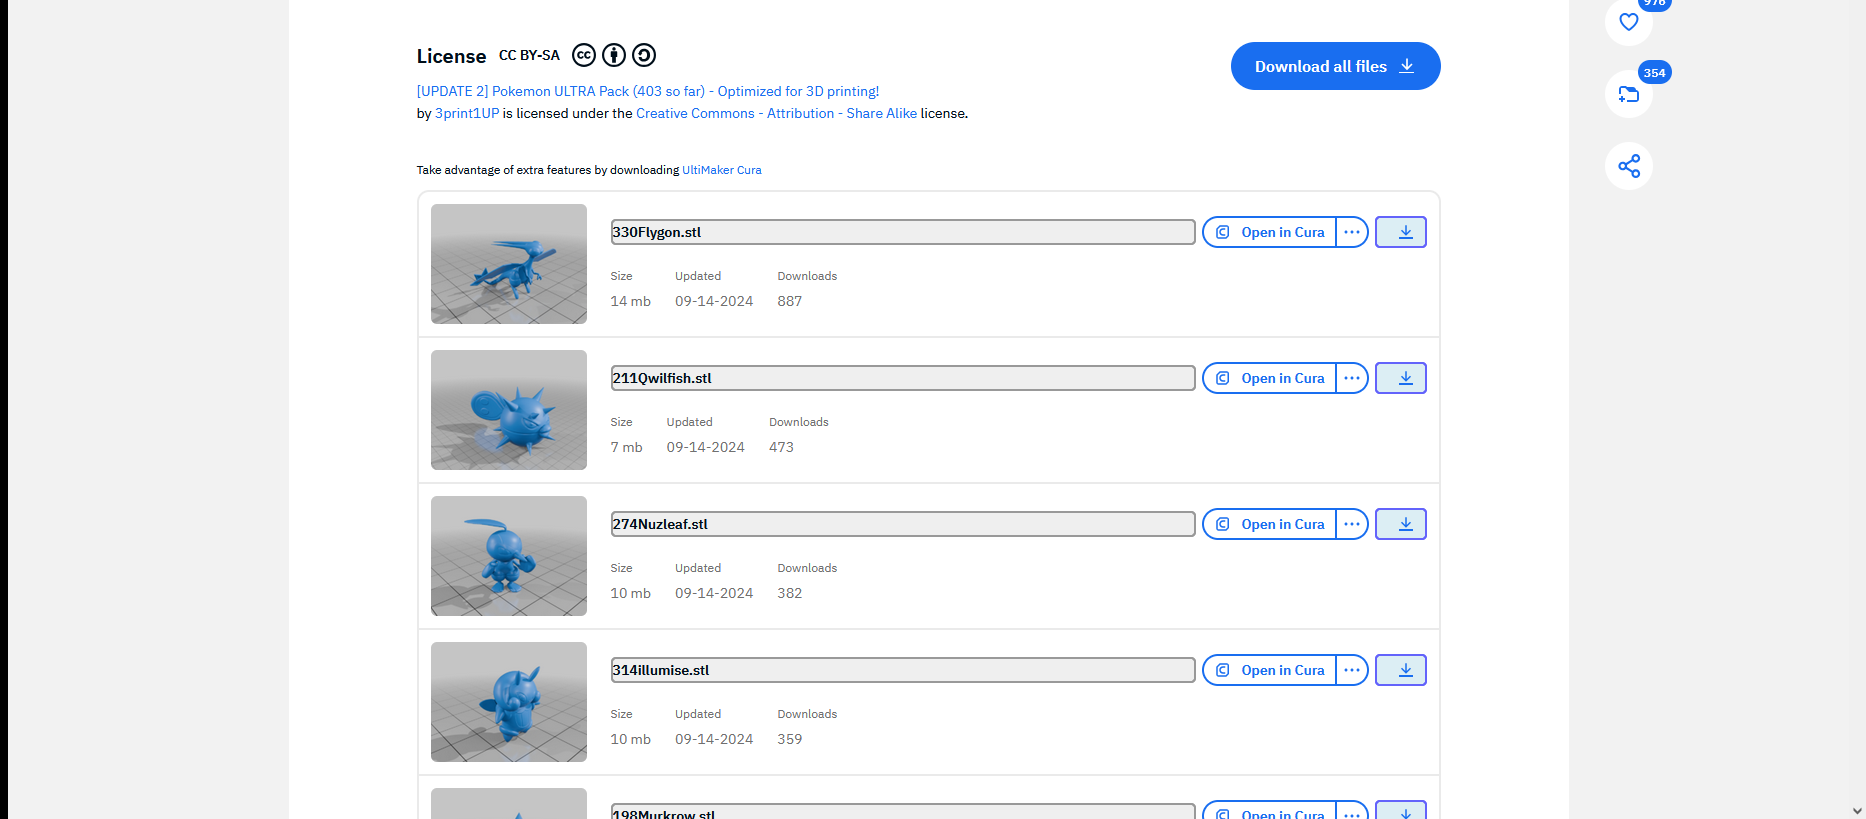 976
License CC BY-SA
Download all files
354
[UPDATE 2] Pokemon ULTRA Pack (403 so far) - Optimized for 3D printing!
by 3print1UP is licensed under the Creative Commons - Attribution - Share Alike license.
Take advantage of extra features by downloading UltiMaker Cura
330Flygon.stl Open in Cura
Size Updated Downloads
14 mb 09-14-2024 887
211Qwilfish.stl Open in Cura
Size Updated Downloads
7 mb 09-14-2024 473
274Nuzleaf.stl Open in Cura
Size Updated Downloads
10 mb 09-14-2024 382
314illumise.stl Open in Cura
Size Updated Downloads
10 mb 09-14-2024 359
198Murkrow.stl Open in Cura